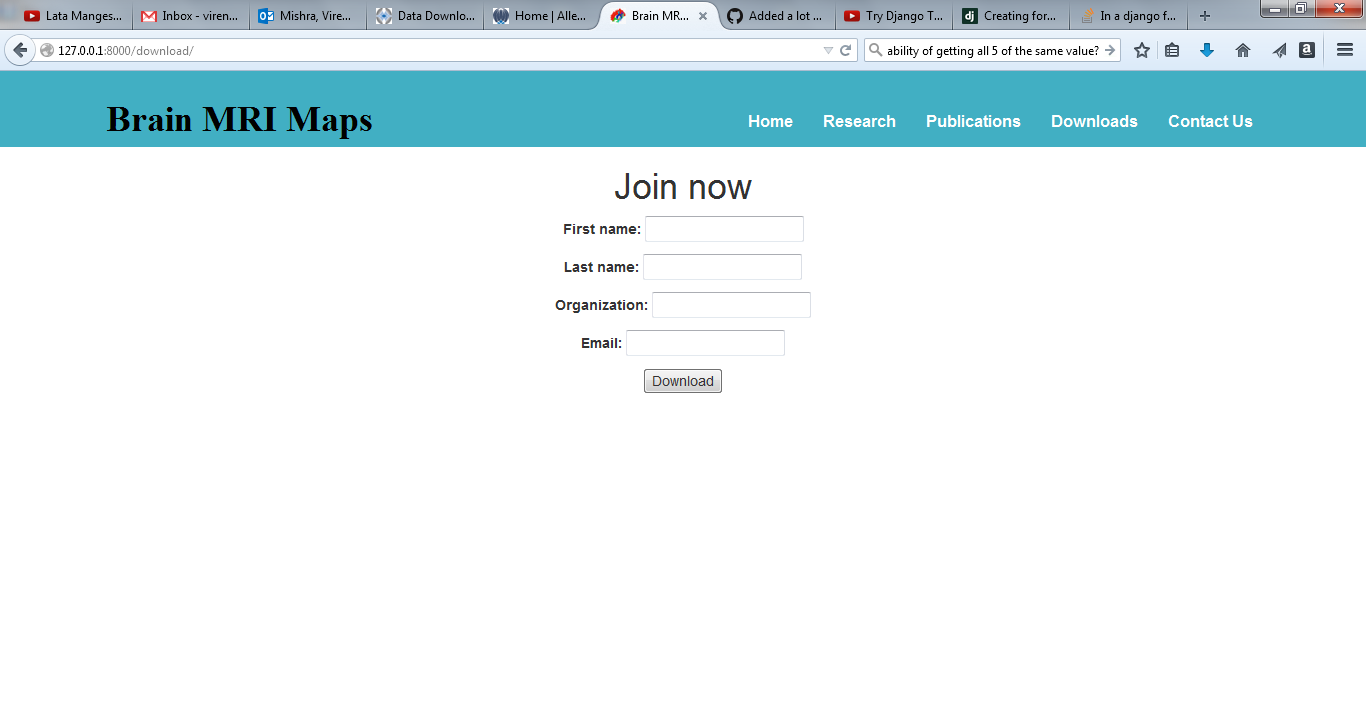 Lata Manges... Inbox - viren... Mishra, Vire... Data Downlo... Home | Alle... Brain MR... Added a lot ... Try Django T... Creating for... In a django f...
127.0.0.1:8000/download/ ability of getting all 5 of the same value?
Brain MRI Maps Home Research Publications Downloads Contact Us
Join now
First name:
Last name:
Organization:
Email:
Download